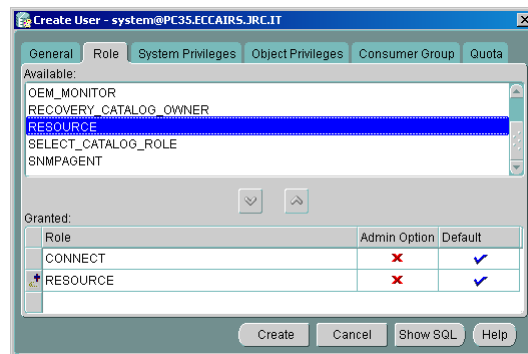 Create User - system@PC35.ECCAIRS.JRC.IT
General Role System Privileges Object Privileges Consumer Group Quota
Available:
OEM_MONITOR
RECOVERY_CATALOG_OWNER
RESOURCE
SELECT_CATALOG_ROLE
SNMPAGENT
Granted:
Role Admin Option Default
CONNECT
RESOURCE
Create Cancel Show SQL Help